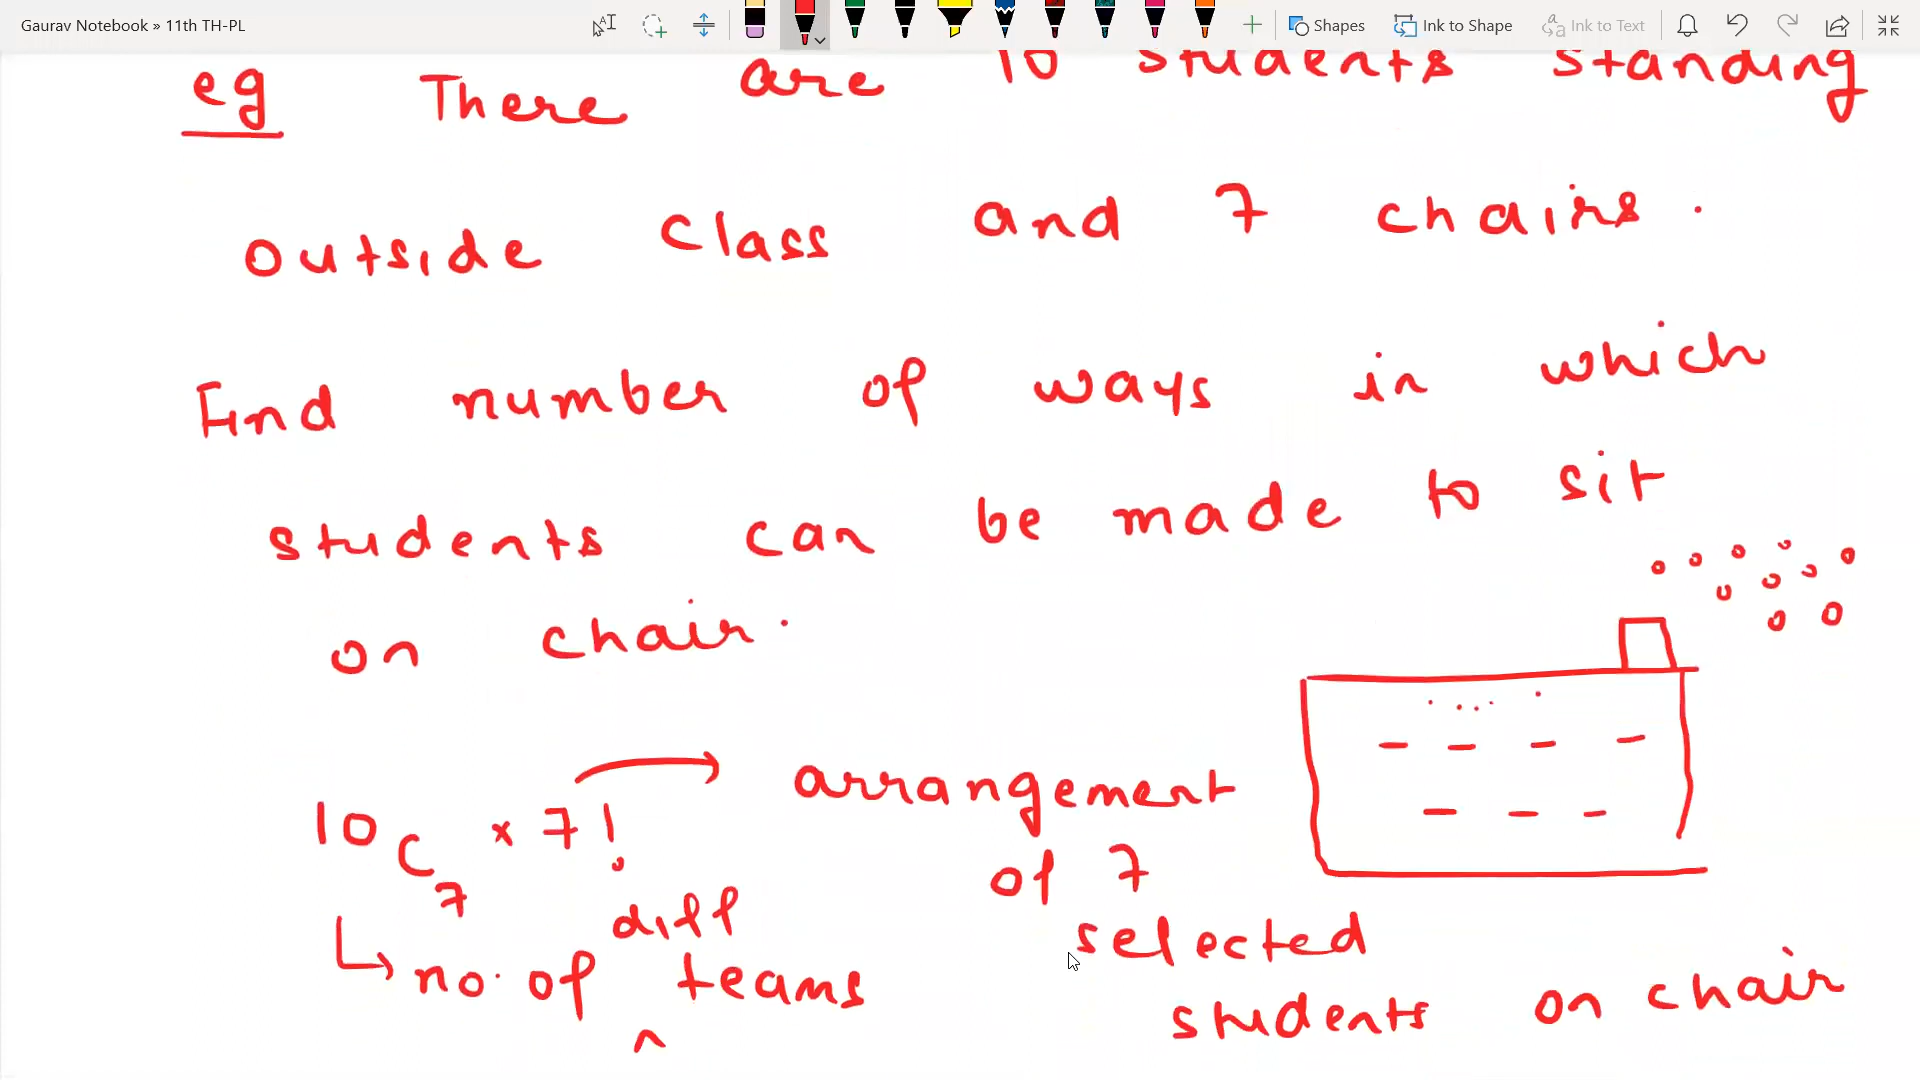 Gaurav Notebook » 11th TH-PL
Shapes
Ink to Shape
Ink to Text
eg There are 10 students standing
outside class and 7 chairs.
Find number of ways in which
students can be made to sit
on chair.
10C7 × 7! → arrangement
of 7
selected
students on chair
↳ no. of diff teams